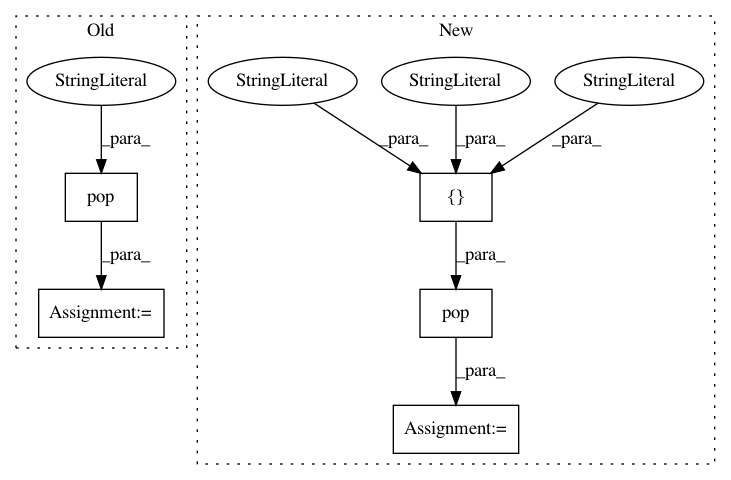 Old
New
StringLiteral
StringLiteral
StringLiteral
StringLiteral
_para_
_para_
_para_
_para_
pop
{}
_para_
_para_
Assignment:=
pop
_para_
Assignment:=